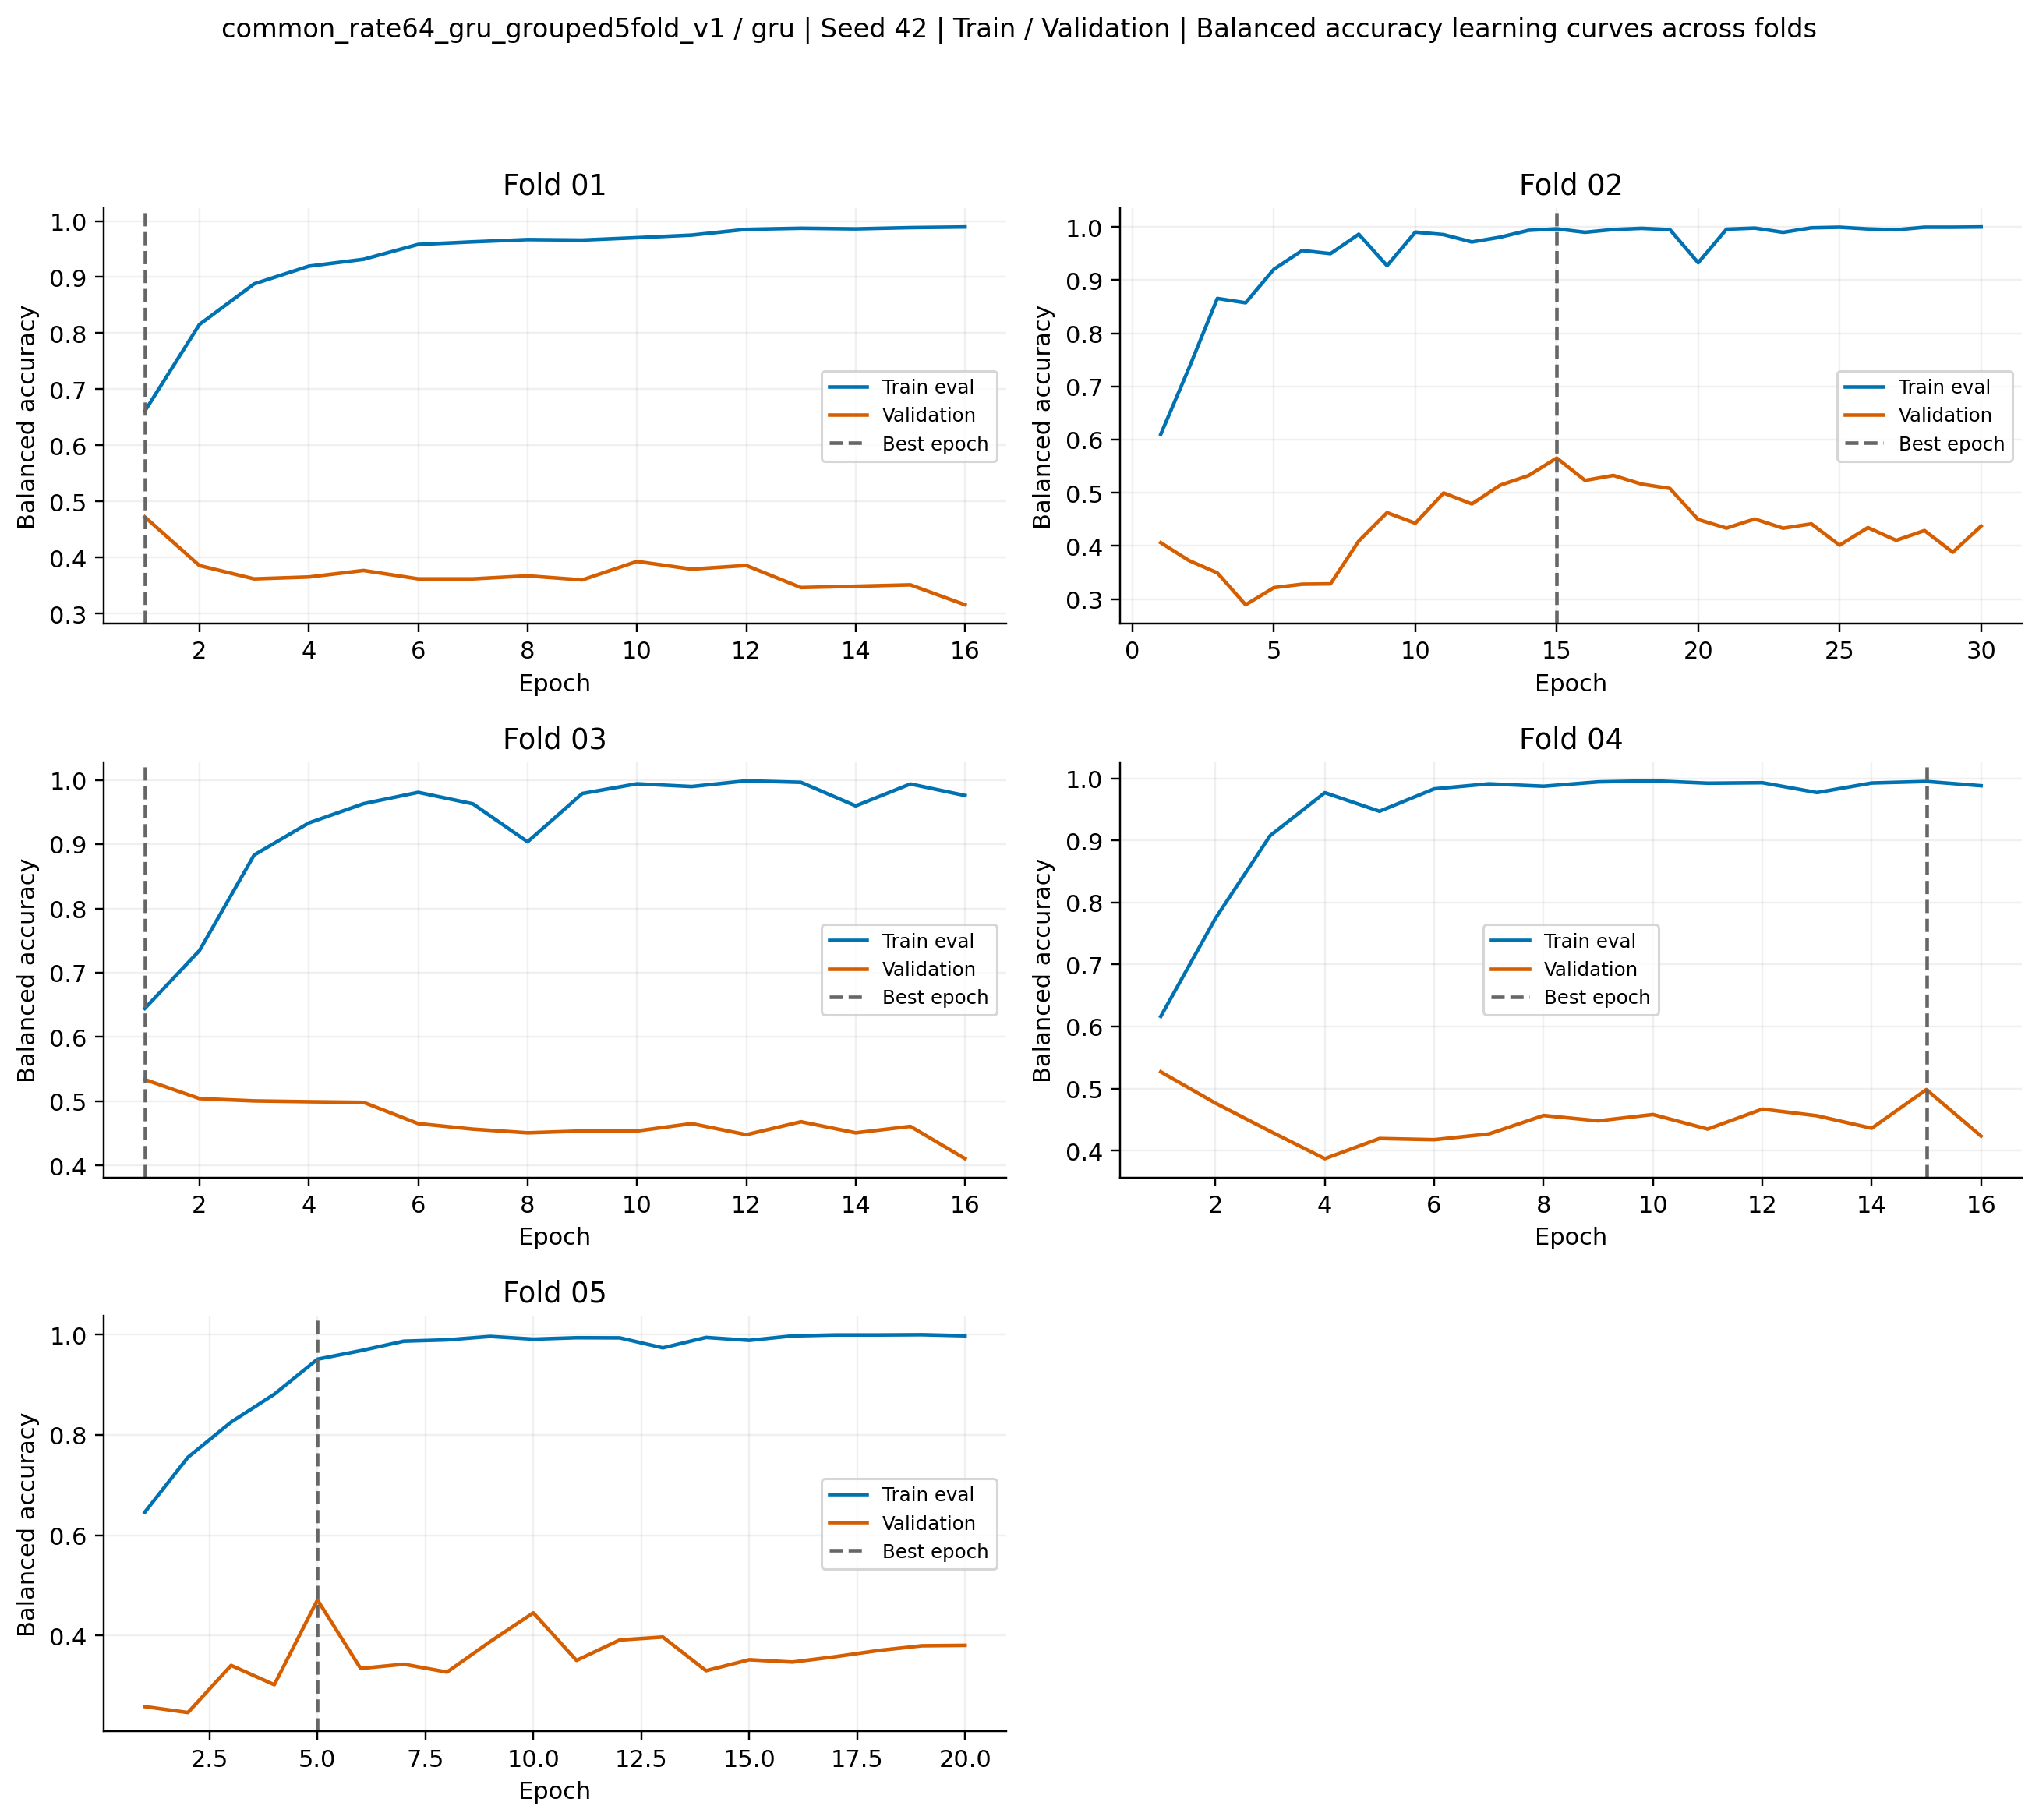 common_rate64_gru_grouped5fold_v1 / gru | Seed 42 | Train / Validation | Balanced accuracy learning curves across folds
Fold 01
Balanced accuracy
1.0
0.9
0.8
0.7
0.6
0.5
0.4
0.3
Train eval
Validation
Best epoch
2 4 6 8 10 12 14 16
Epoch
Fold 02
Balanced accuracy
1.0
0.9
0.8
0.7
0.6
0.5
0.4
0.3
Train eval
Validation
Best epoch
0 5 10 15 20 25 30
Epoch
Fold 03
Balanced accuracy
1.0
0.9
0.8
0.7
0.6
0.5
0.4
Train eval
Validation
Best epoch
2 4 6 8 10 12 14 16
Epoch
Fold 04
Balanced accuracy
1.0
0.9
0.8
0.7
0.6
0.5
0.4
Train eval
Validation
Best epoch
2 4 6 8 10 12 14 16
Epoch
Fold 05
Balanced accuracy
1.0
0.8
0.6
0.4
Train eval
Validation
Best epoch
2.5 5.0 7.5 10.0 12.5 15.0 17.5 20.0
Epoch